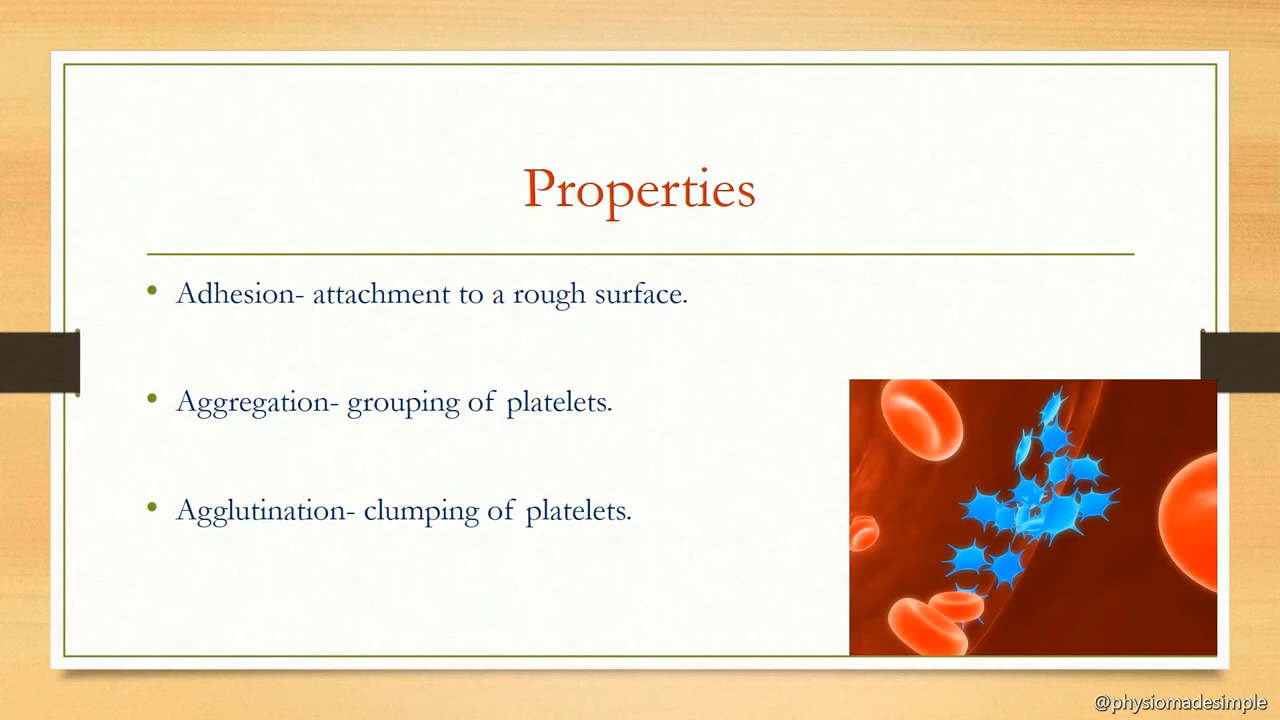 Properties
• Adhesion- attachment to a rough surface.
• Aggregation- grouping of platelets.
• Agglutination- clumping of platelets.
@physiomadesimple